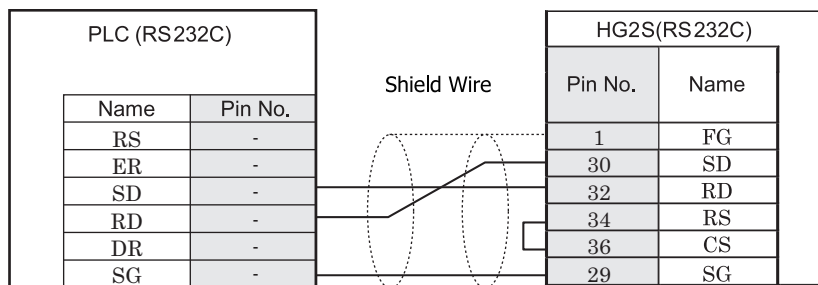 PLC (RS232C)
HG2S(RS232C)
Shield Wire
Pin No. Name
Name Pin No.
RS -
ER -
SD -
RD -
DR -
SG -
1 FG
30 SD
32 RD
34 RS
36 CS
29 SG